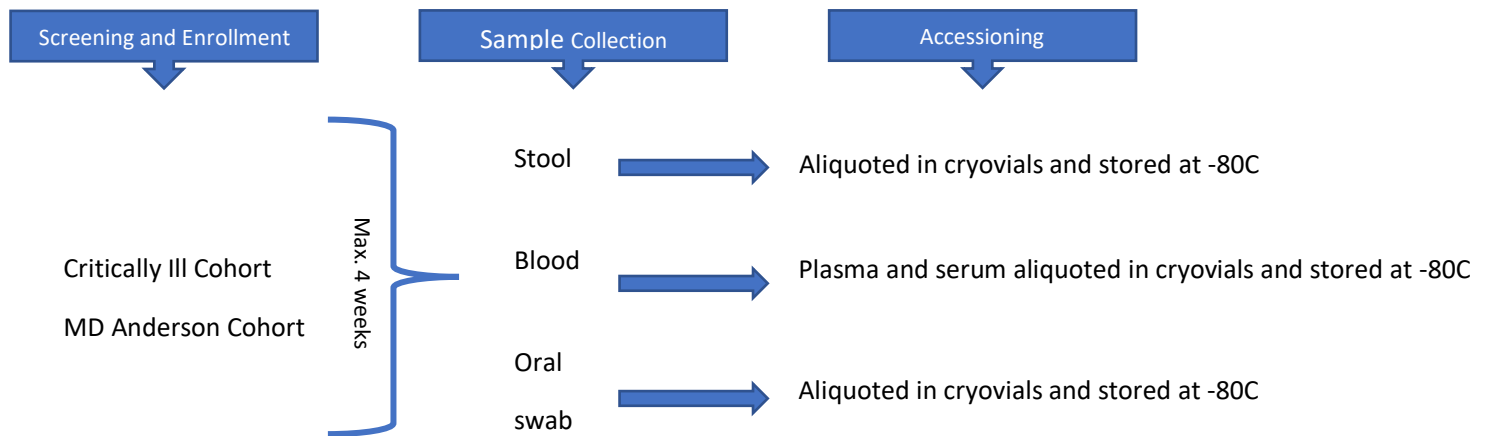 Screening and Enrollment
Sample Collection
Accessioning
Critically Ill Cohort
MD Anderson Cohort
Max. 4 weeks
Stool
Aliquoted in cryovials and stored at -80C
Blood
Plasma and serum aliquoted in cryovials and stored at -80C
Oral
swab
Aliquoted in cryovials and stored at -80C